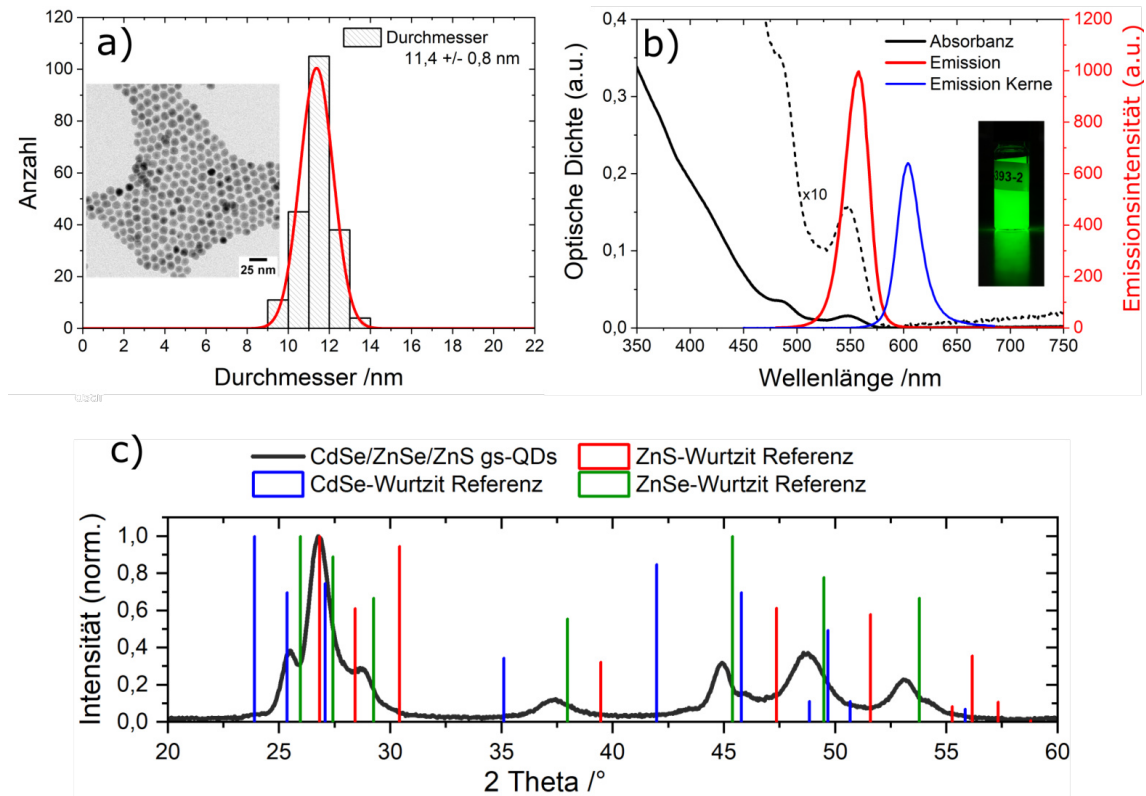 a)
Durchmesser
11,4 +/- 0,8 nm
120
100
80
60
40
20
0
Anzahl
25 nm
0 2 4 6 8 10 12 14 16 18 20 22
Durchmesser /nm
b)
Absorbanz
Emission
Emission Kerne
0,4
0,3
0,2
0,1
0,0
Optische Dichte (a.u.)
x10
393-2
1200
1000
800
600
400
200
0
Emissionsintensität (a.u.)
350 400 450 500 550 600 650 700 750
Wellenlänge /nm
c)
CdSe/ZnSe/ZnS gs-QDs
ZnS-Wurtzit Referenz
CdSe-Wurtzit Referenz
ZnSe-Wurtzit Referenz
1,0
0,8
0,6
0,4
0,2
0,0
Intensität (norm.)
20 25 30 35 40 45 50 55 60
2 Theta /°